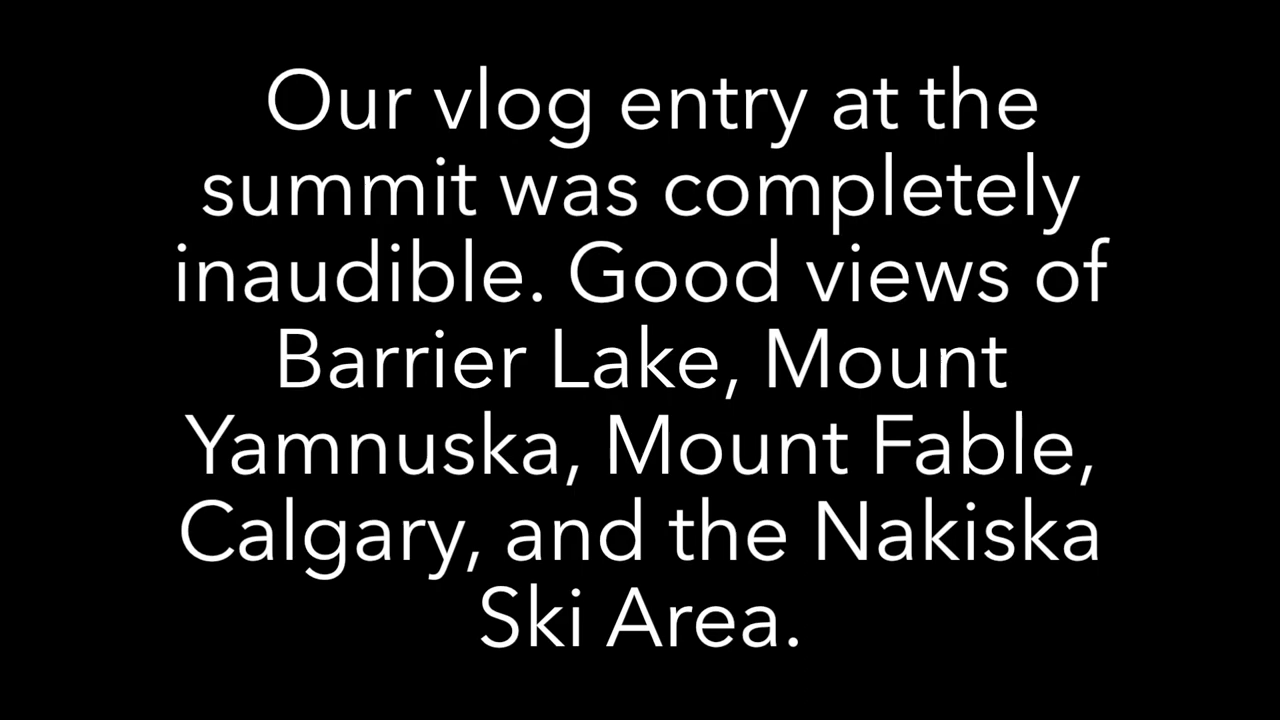 Our vlog entry at the
summit was completely
inaudible. Good views of
Barrier Lake, Mount
Yamnuska, Mount Fable,
Calgary, and the Nakiska
Ski Area.